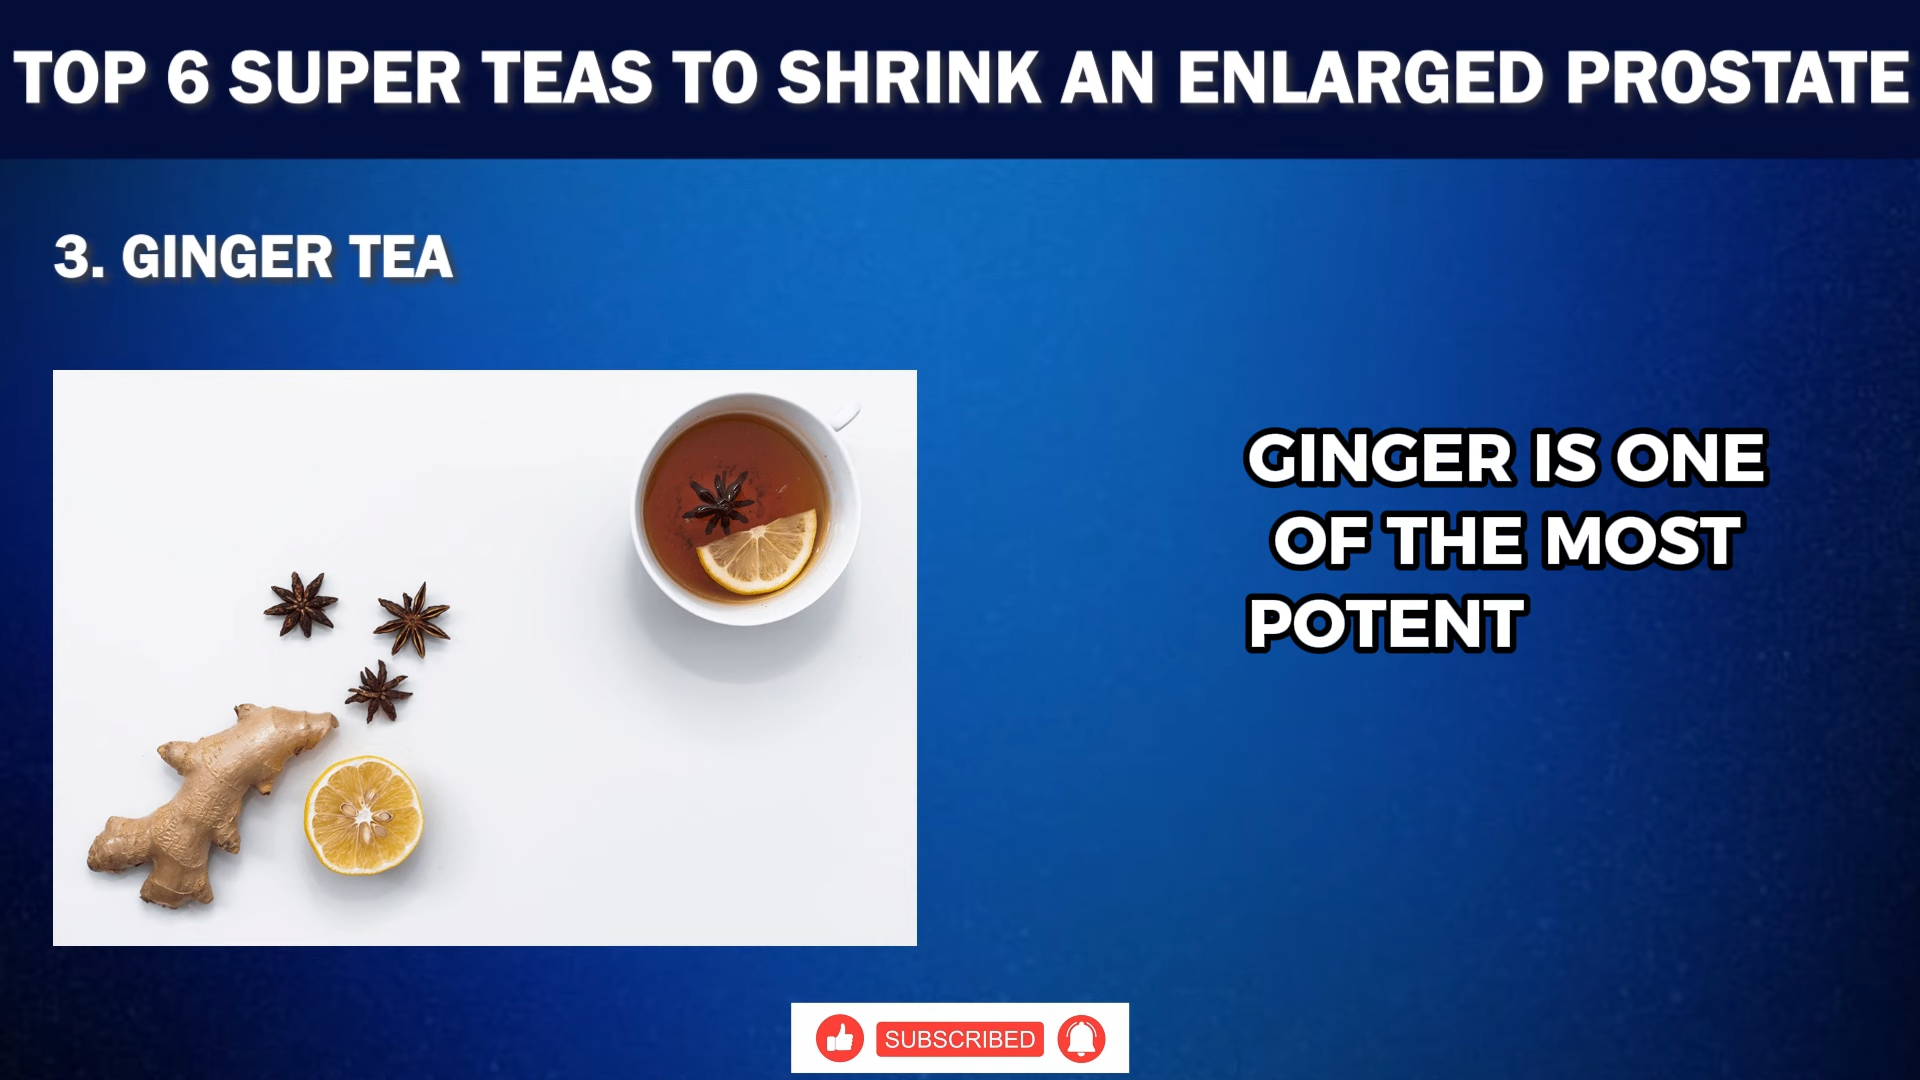 TOP 6 SUPER TEAS TO SHRINK AN ENLARGED PROSTATE
3. GINGER TEA
GINGER IS ONE
OF THE MOST
POTENT
SUBSCRIBED